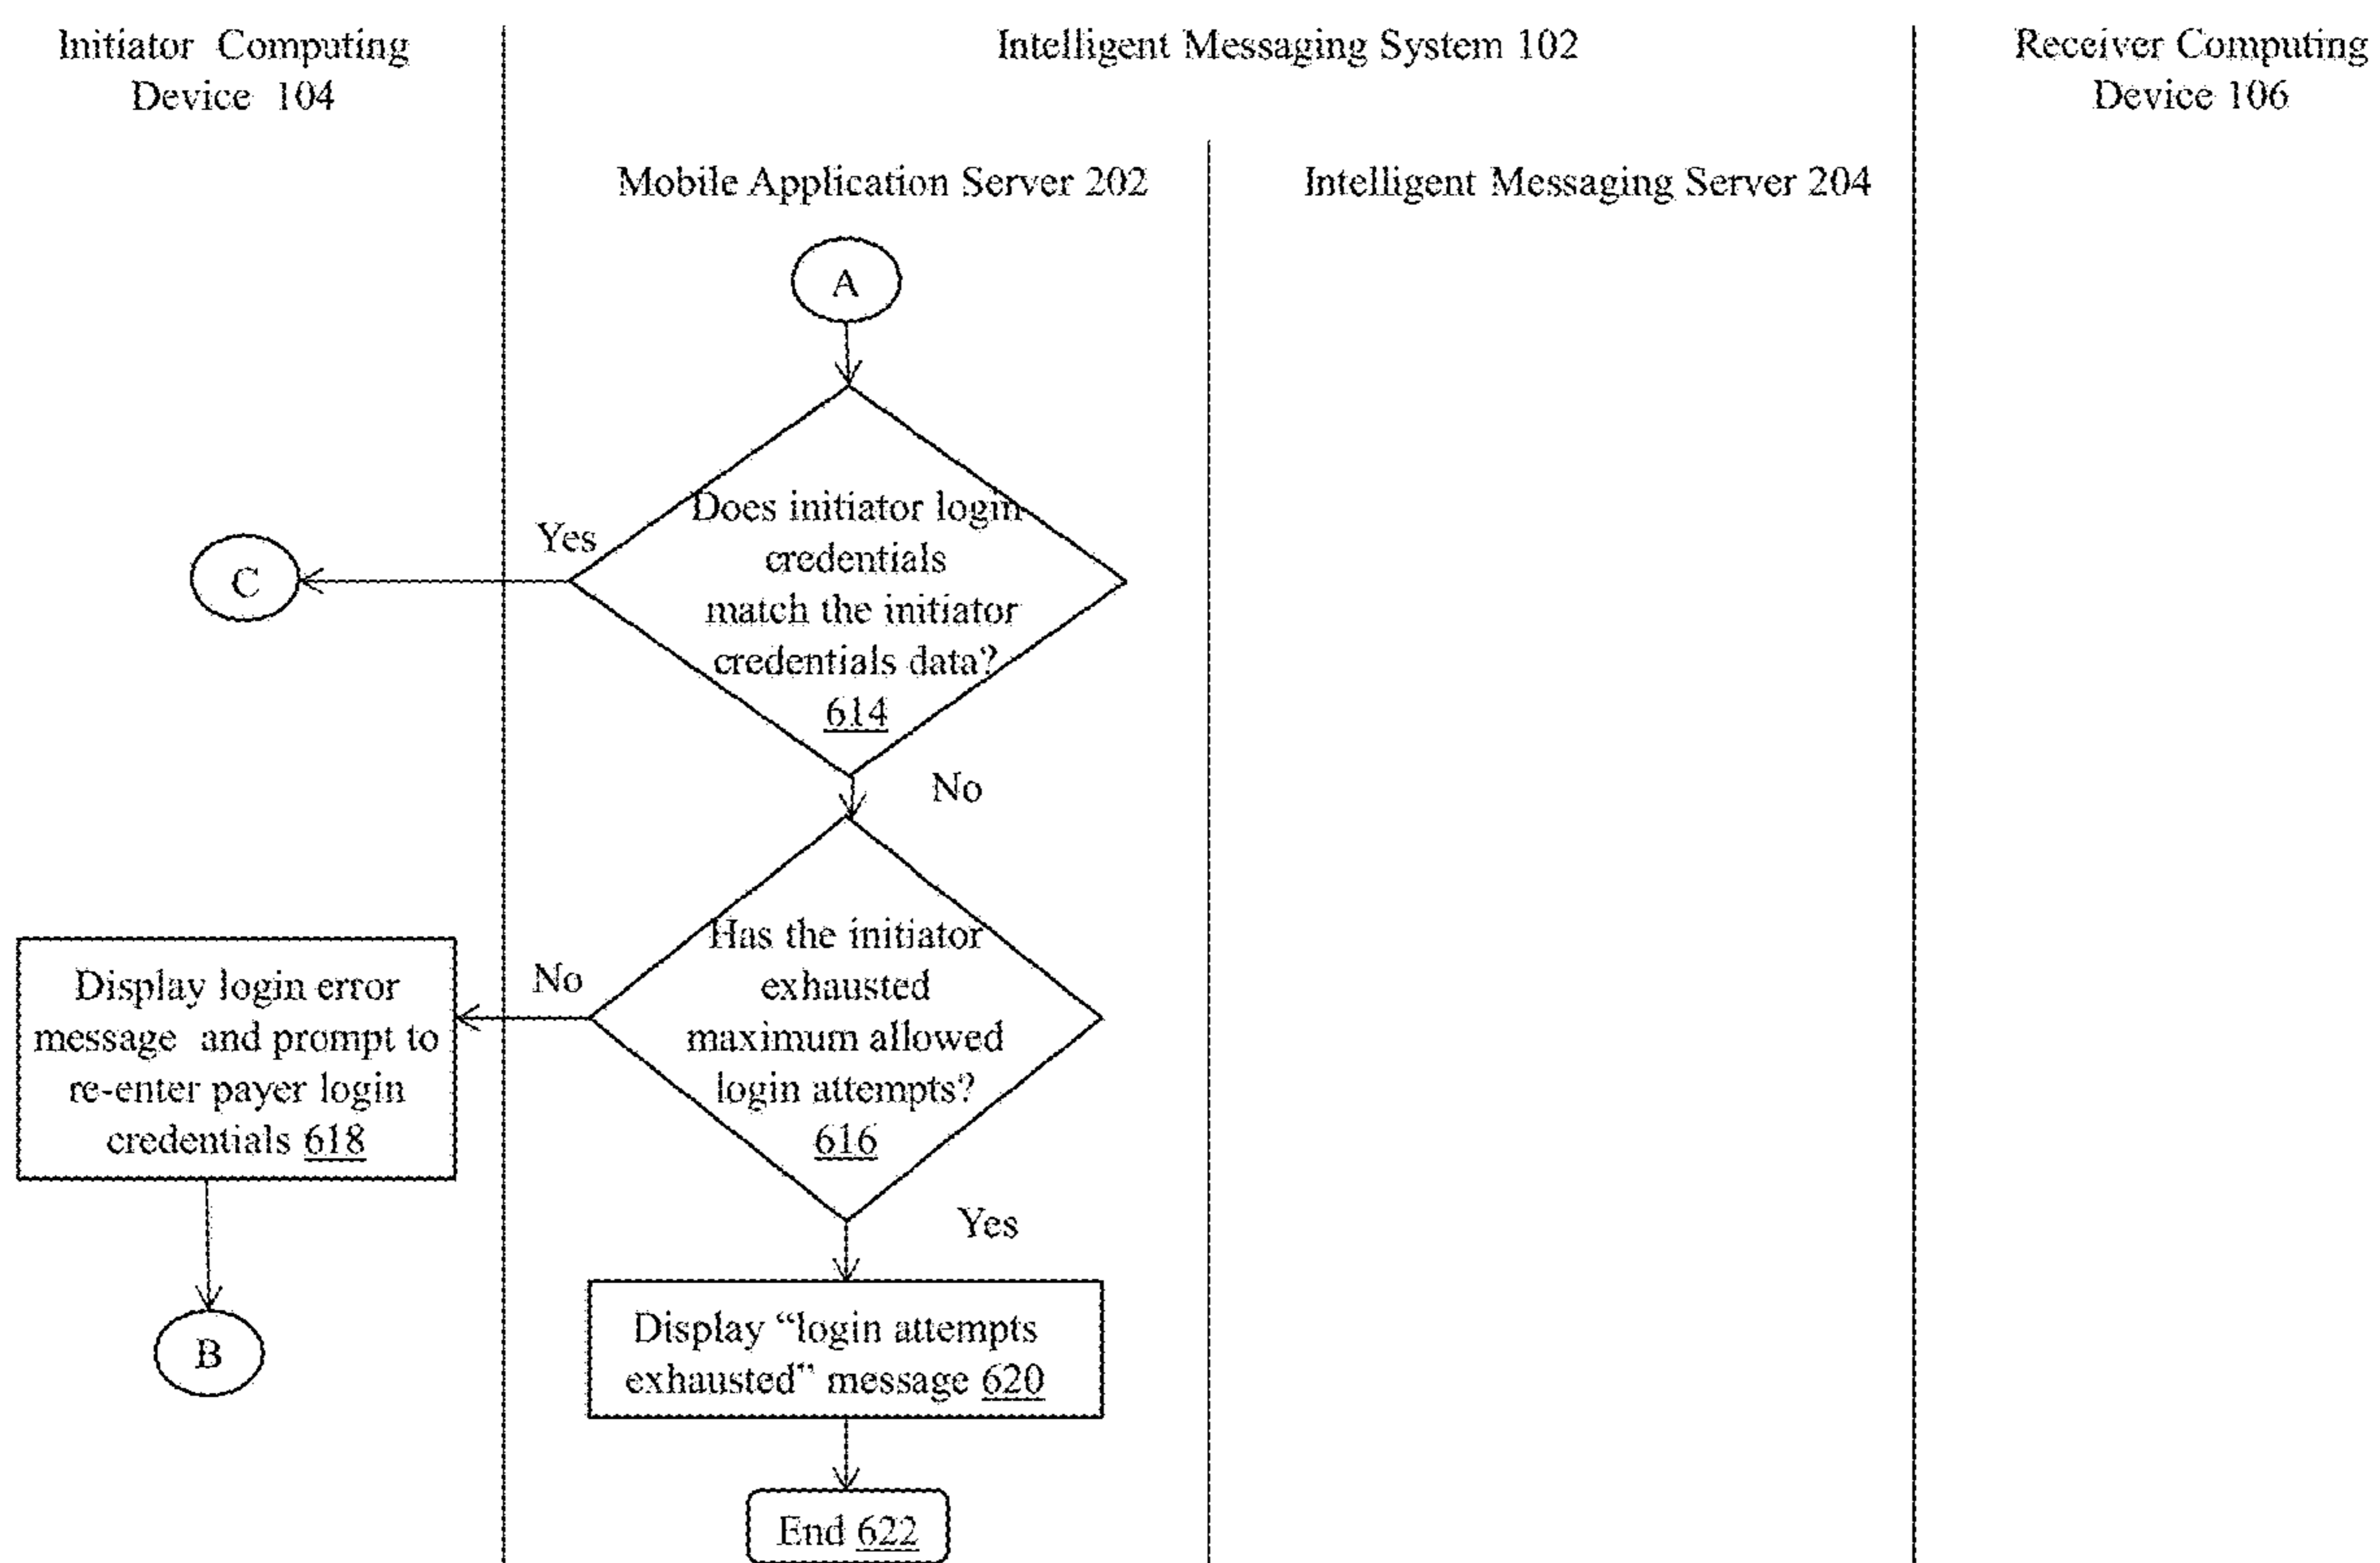 Initiator Computing
Device 104
Intelligent Messaging System 102
Receiver Computing
Device 106
Mobile Application Server 202
Intelligent Messaging Server 204
A
Does initiator login
credentials
match the initiator
credentials data?
614
Yes
C
No
Has the initiator
exhausted
maximum allowed
login attempts?
616
No
Display login error
message and prompt to
re-enter payer login
credentials 618
B
Yes
Display “login attempts
exhausted” message 620
End 622